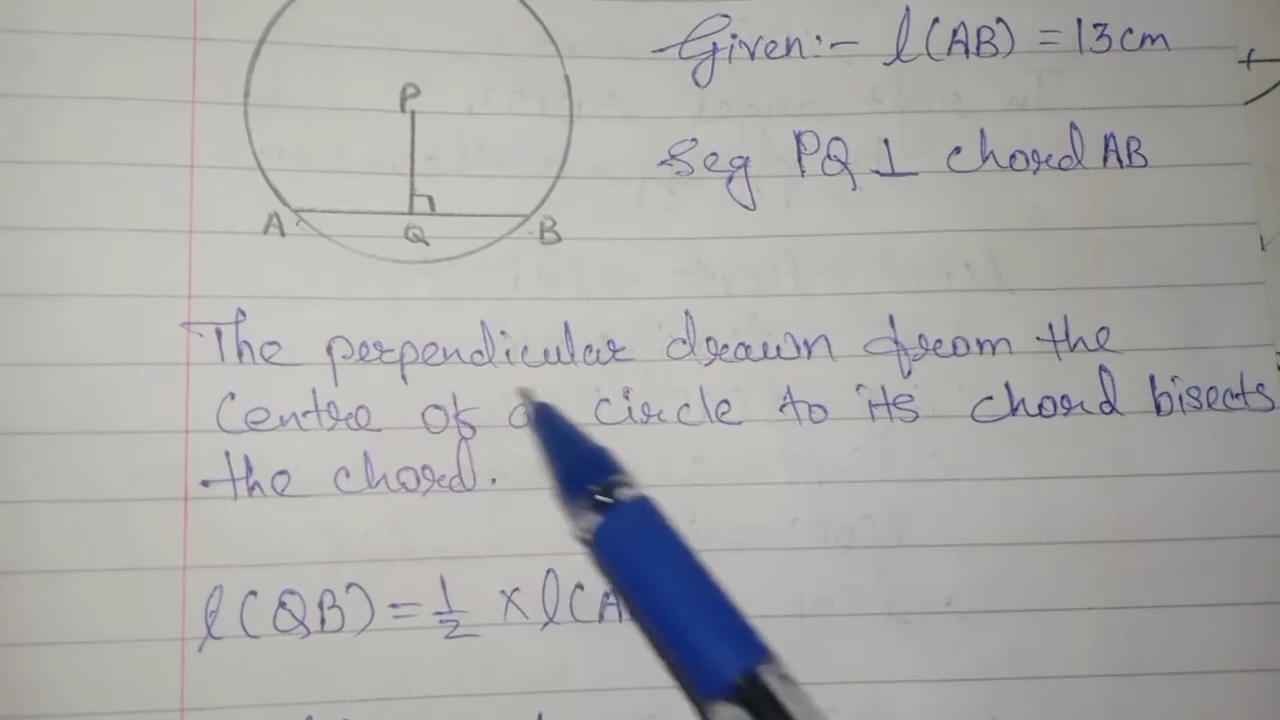 Given:- l(AB) = 13cm
P
seg PQ ⊥ chord AB
A Q B
The perpendicular drawn from the
Centre of a circle to its chord bisects
the chord.
l(QB) = 1/2 × l(A